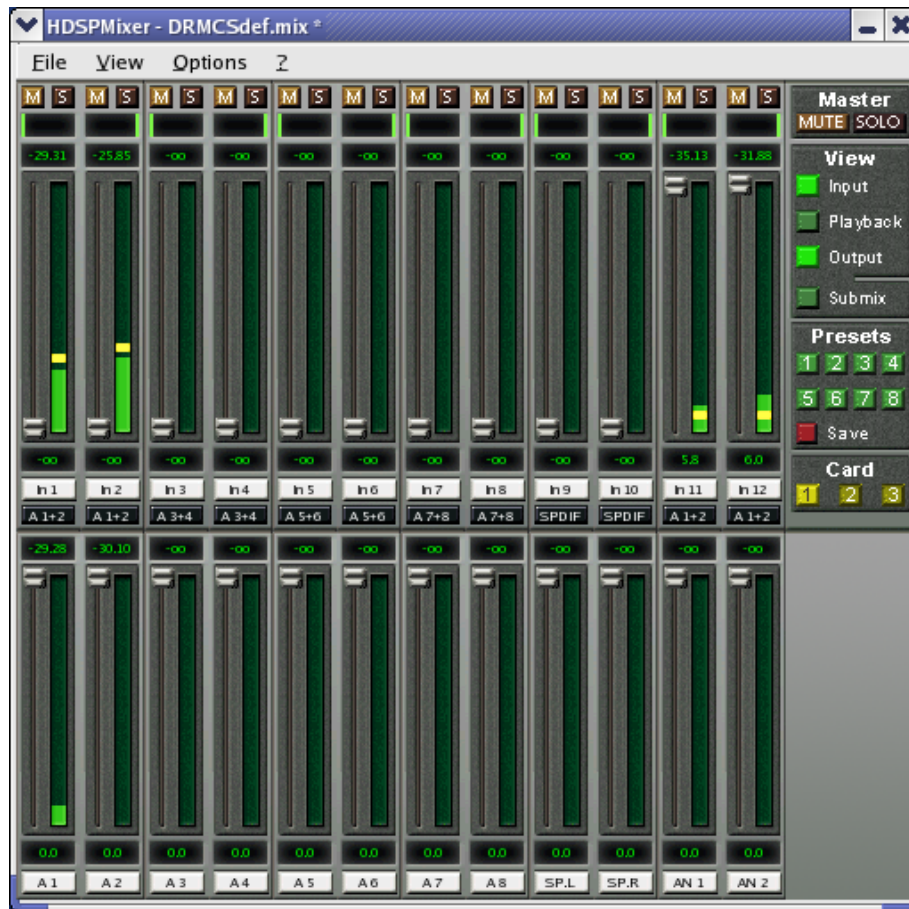 HDSPMixer - DRMCSdef.mix *
File View Options ?
M S M S M S M S M S M S M S M S M S M S M S M S
-29.31 -25.85 -oo -oo -oo -oo -oo -oo -oo -oo -35.13 -31.88
-oo -oo -oo -oo -oo -oo -oo -oo -oo -oo 5.8 6.0
In 1 In 2 In 3 In 4 In 5 In 6 In 7 In 8 In 9 In 10 In 11 In 12
A 1+2 A 1+2 A 3+4 A 3+4 A 5+6 A 5+6 A 7+8 A 7+8 SPDIF SPDIF A 1+2 A 1+2
-29.28 -30.10 -oo -oo -oo -oo -oo -oo -oo -oo -oo -oo
0.0 0.0 0.0 0.0 0.0 0.0 0.0 0.0 0.0 0.0 0.0 0.0
A 1 A 2 A 3 A 4 A 5 A 6 A 7 A 8 SP.L SP.R AN 1 AN 2
Master
MUTE SOLO
View
Input
Playback
Output
Submix
Presets
1 2 3 4
5 6 7 8
Save
Card
1 2 3